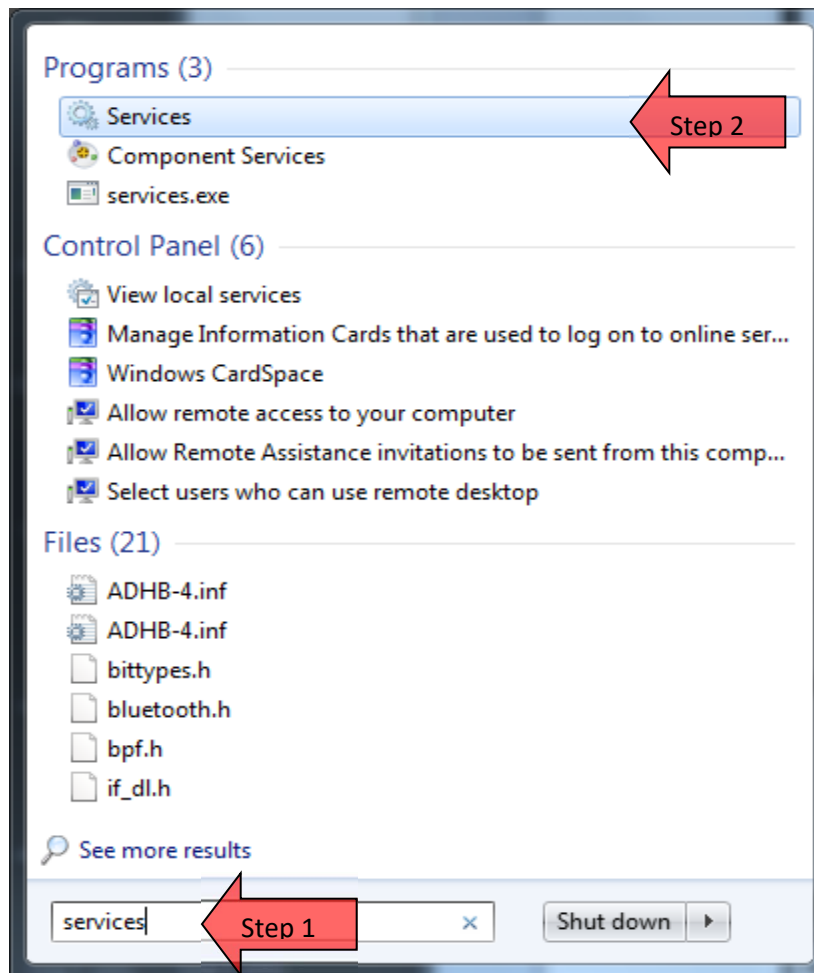 Programs (3)
Services
Step 2
Component Services
services.exe
Control Panel (6)
View local services
Manage Information Cards that are used to log on to online ser...
Windows CardSpace
Allow remote access to your computer
Allow Remote Assistance invitations to be sent from this comp...
Select users who can use remote desktop
Files (21)
ADHB-4.inf
ADHB-4.inf
bittypes.h
bluetooth.h
bpf.h
if_dl.h
See more results
services
Step 1
Shut down